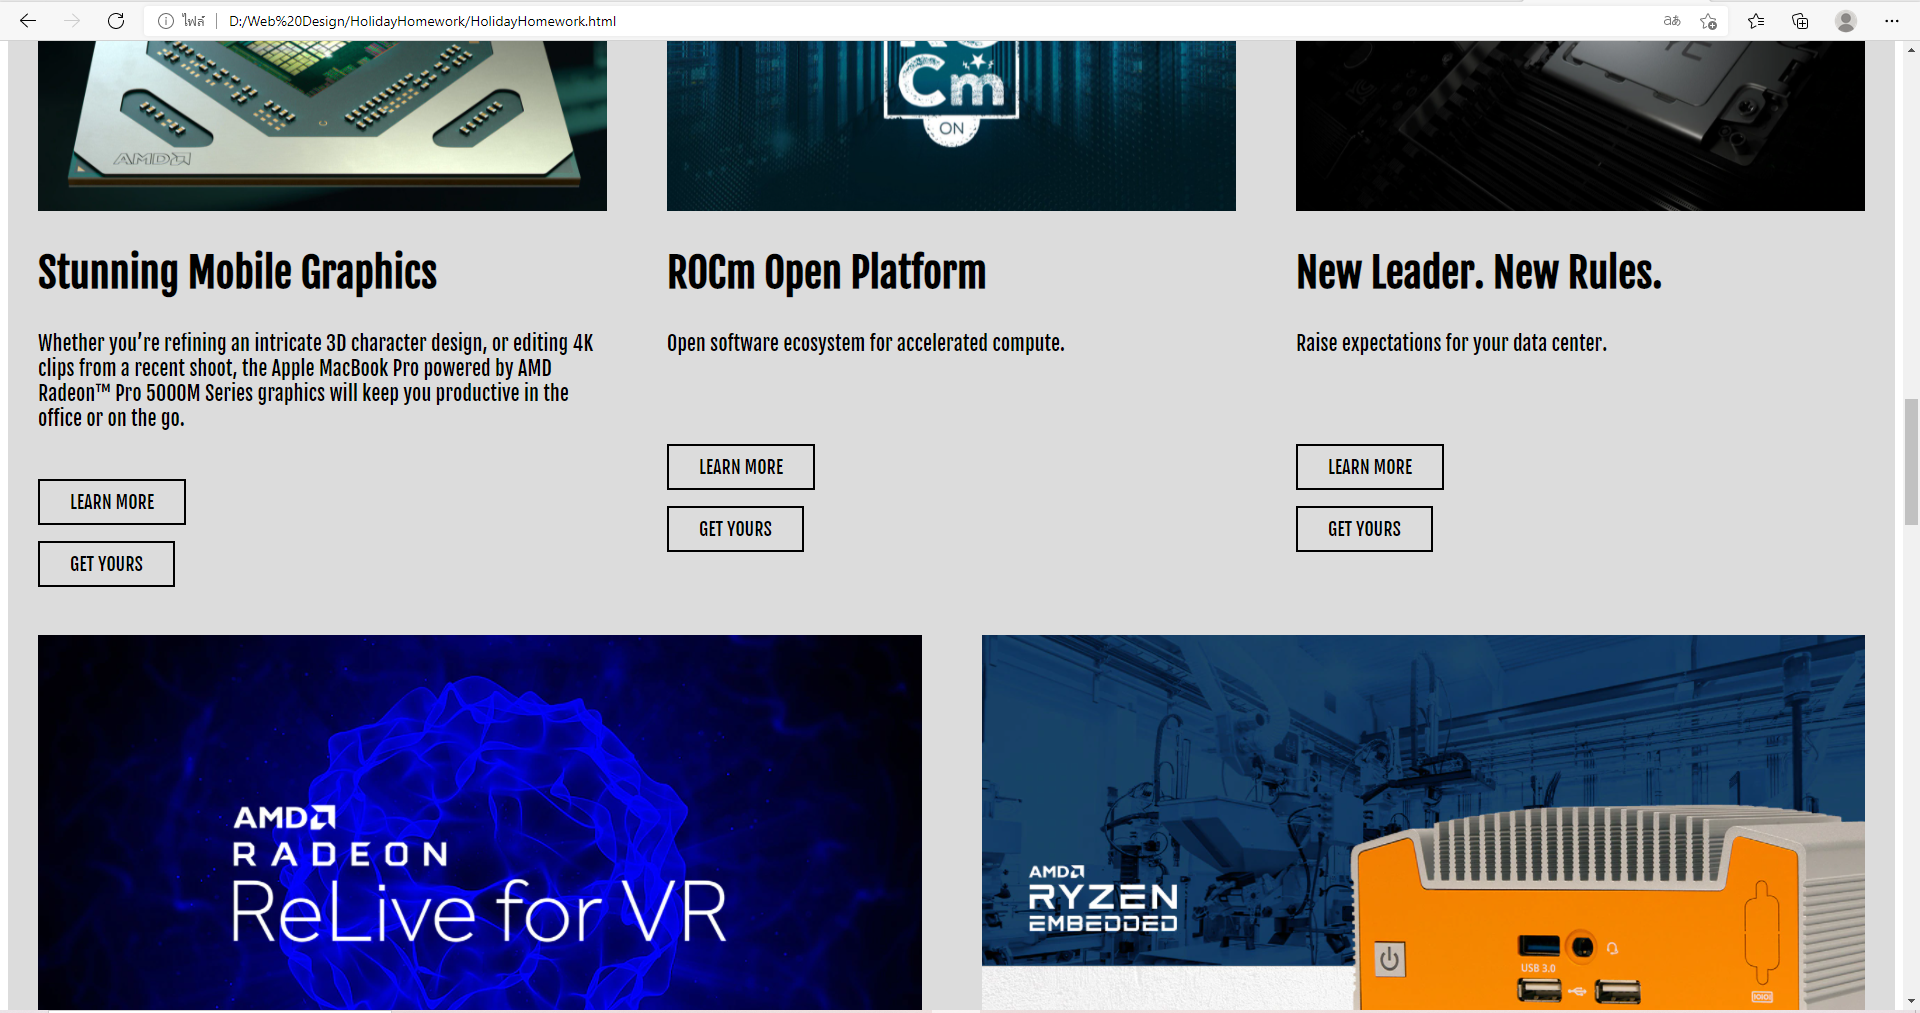 ไฟล์ D:/Web%20Design/HolidayHomework/HolidayHomework.html
AMD
Cm
ON
Stunning Mobile Graphics
Whether you’re refining an intricate 3D character design, or editing 4K
clips from a recent shoot, the Apple MacBook Pro powered by AMD
Radeon™ Pro 5000M Series graphics will keep you productive in the
office or on the go.
LEARN MORE
GET YOURS
ROCm Open Platform
Open software ecosystem for accelerated compute.
LEARN MORE
GET YOURS
New Leader. New Rules.
Raise expectations for your data center.
LEARN MORE
GET YOURS
AMD
RADEON
ReLive for VR
AMD
RYZEN
EMBEDDED
USB 3.0